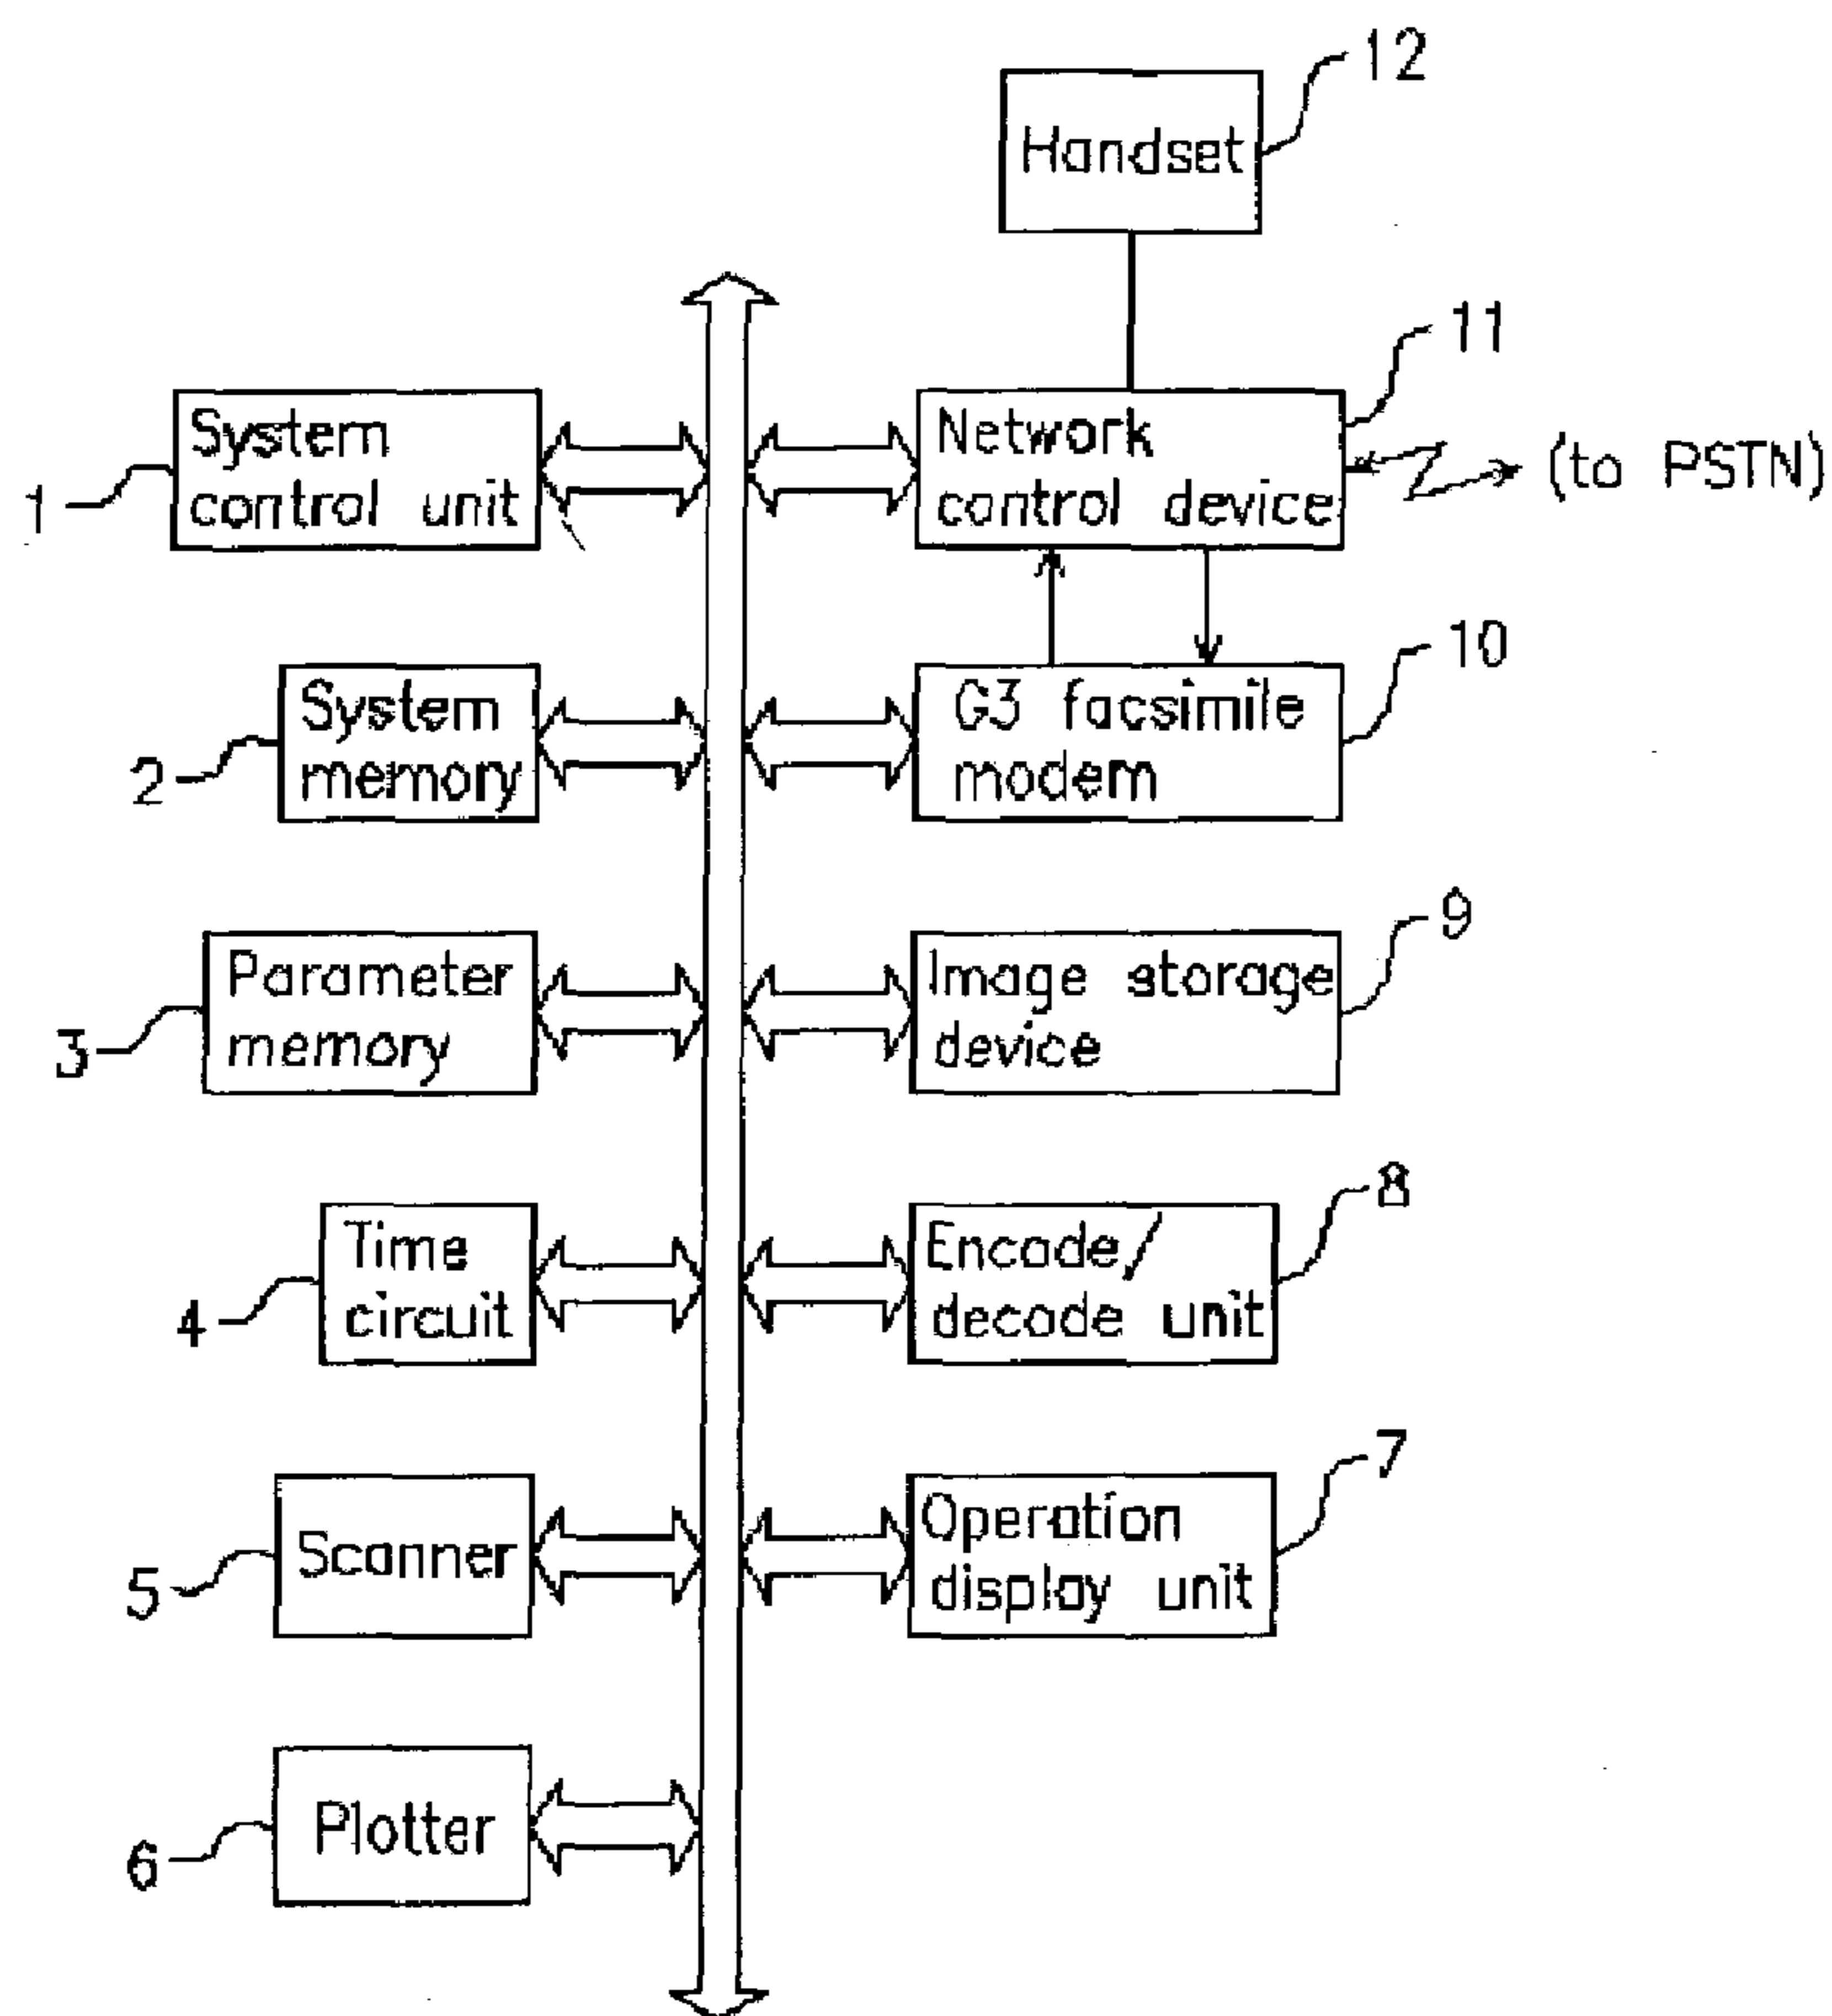 12
Handset
11
System
control unit
1
Network
control device
(to PSTN)
10
System
memory
2
G3 facsimile
modem
9
Parameter
memory
3
Image storage
device
8
Time
circuit
4
Encode/
decode unit
7
Scanner
5
Operation
display unit
Plotter
6